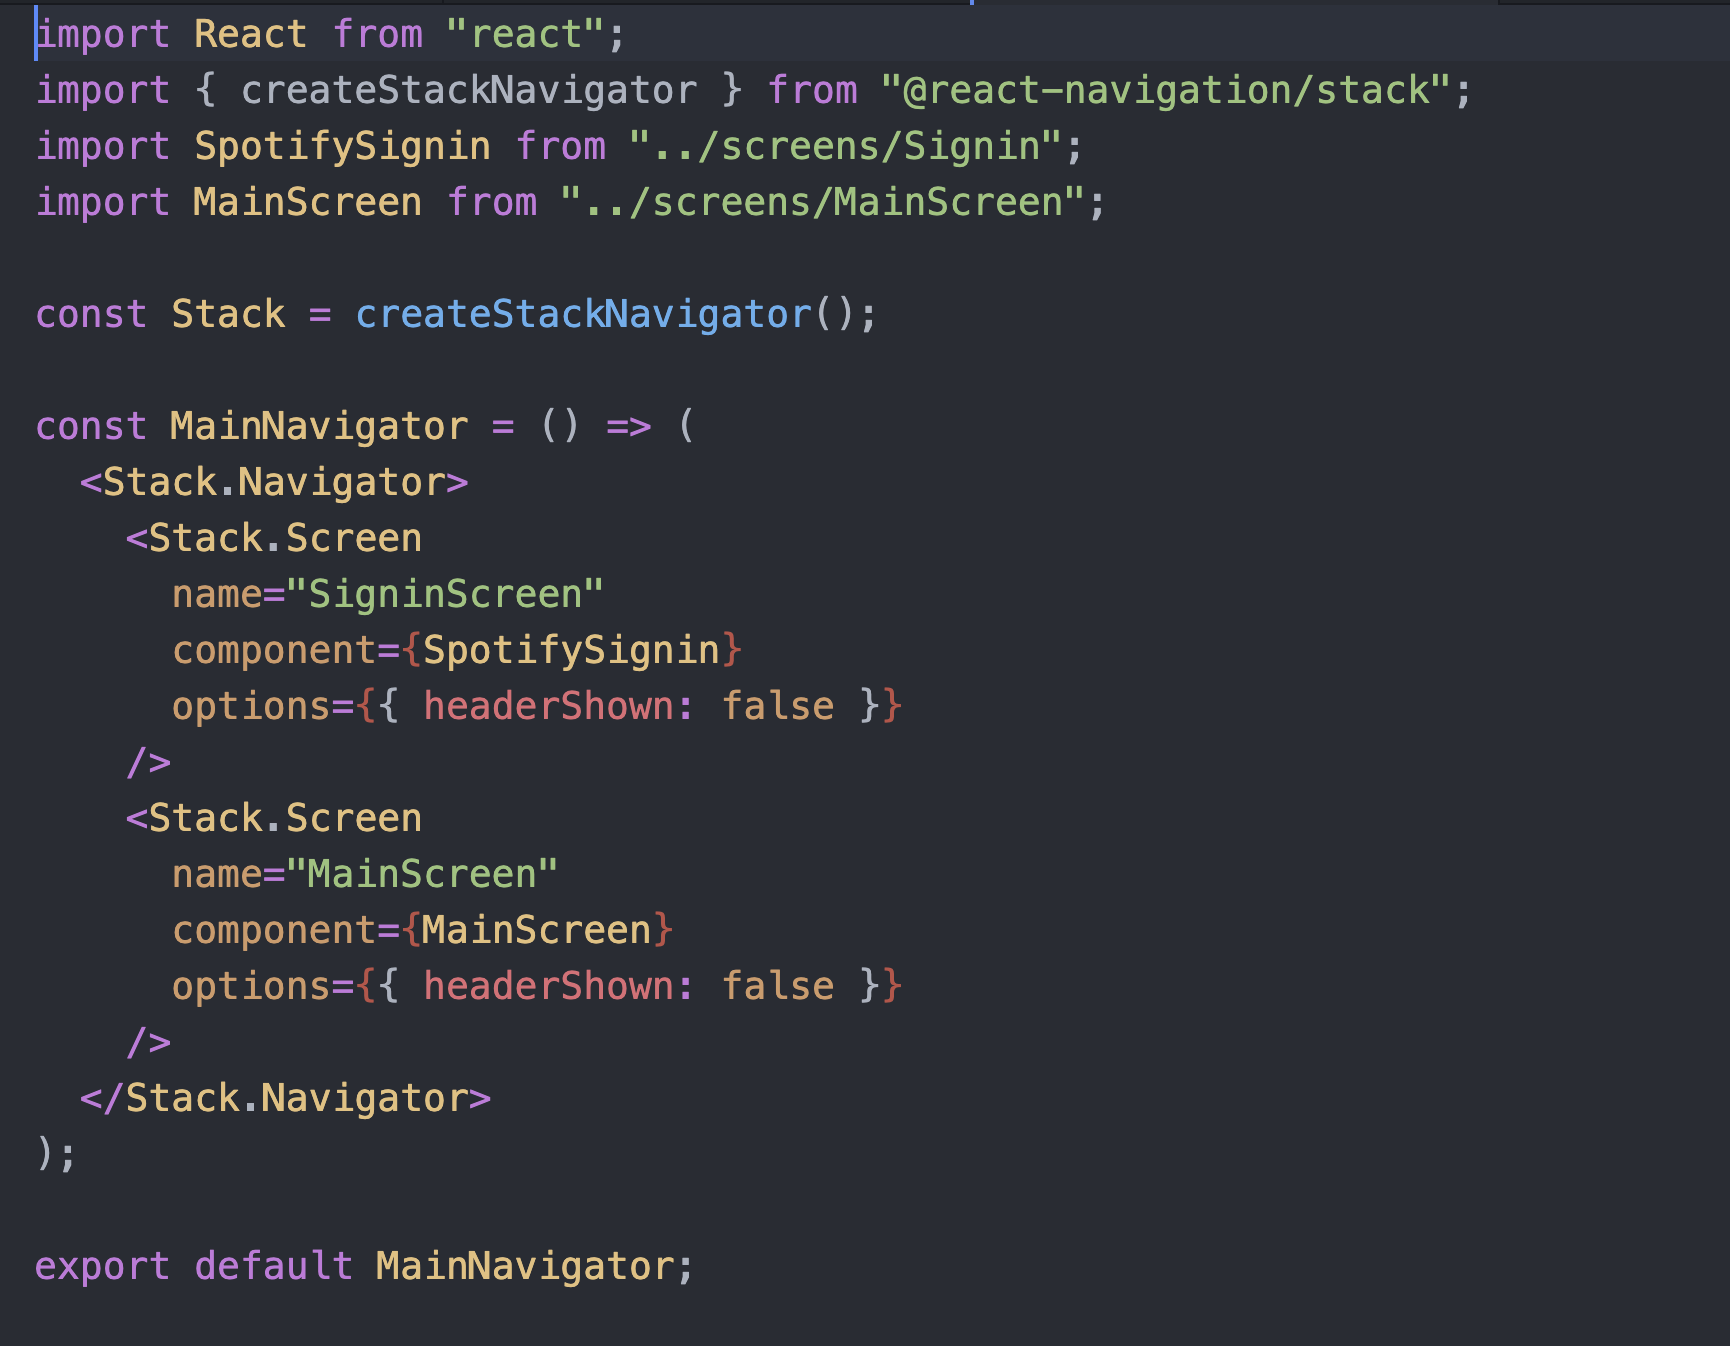 import React from "react";
import { createStackNavigator } from "@react-navigation/stack";
import SpotifySignin from "../screens/Signin";
import MainScreen from "../screens/MainScreen";

const Stack = createStackNavigator();

const MainNavigator = () => (
  <Stack.Navigator>
    <Stack.Screen
      name="SigninScreen"
      component={SpotifySignin}
      options={{ headerShown: false }}
    />
    <Stack.Screen
      name="MainScreen"
      component={MainScreen}
      options={{ headerShown: false }}
    />
  </Stack.Navigator>
);

export default MainNavigator;